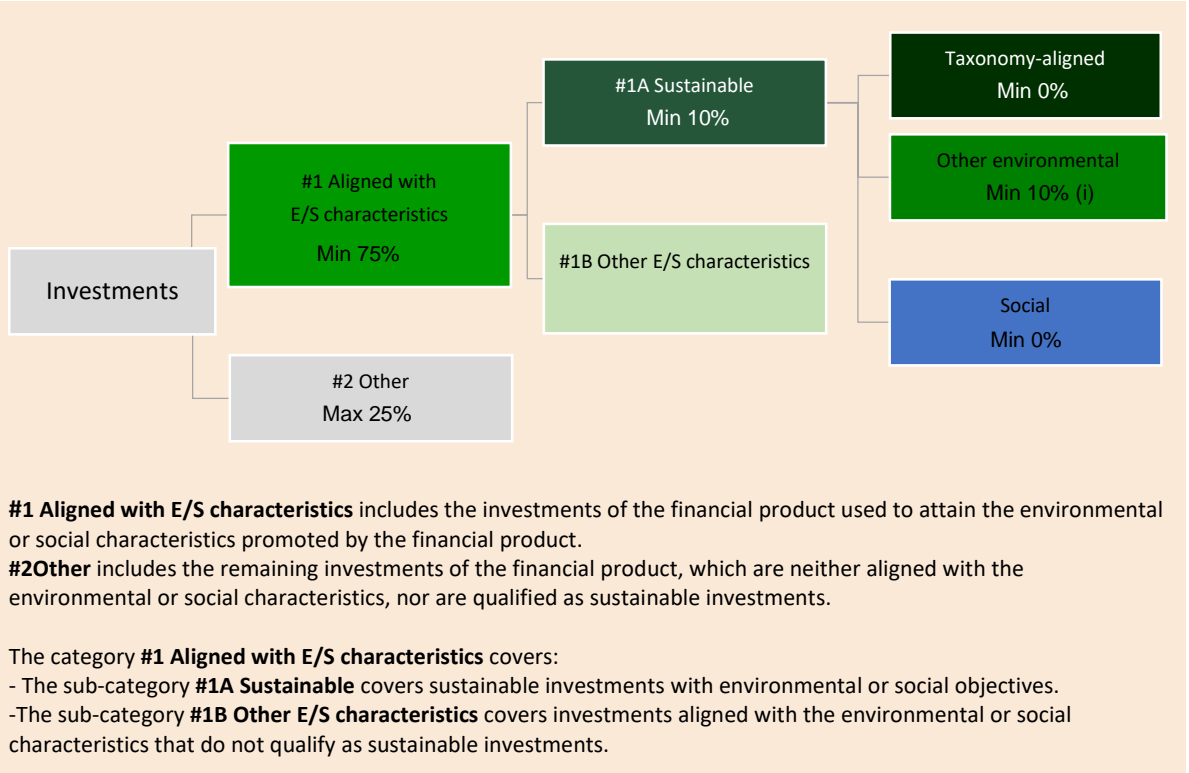 Taxonomy-aligned
Min 0%
#1A Sustainable
Min 10%
Other environmental
Min 10% (i)
#1 Aligned with
E/S characteristics
Min 75%
#1B Other E/S characteristics
Investments
Social
Min 0%
#2 Other
Max 25%
#1 Aligned with E/S characteristics includes the investments of the financial product used to attain the environmental
or social characteristics promoted by the financial product.
#2Other includes the remaining investments of the financial product, which are neither aligned with the
environmental or social characteristics, nor are qualified as sustainable investments.
The category #1 Aligned with E/S characteristics covers:
- The sub-category #1A Sustainable covers sustainable investments with environmental or social objectives.
-The sub-category #1B Other E/S characteristics covers investments aligned with the environmental or social
characteristics that do not qualify as sustainable investments.